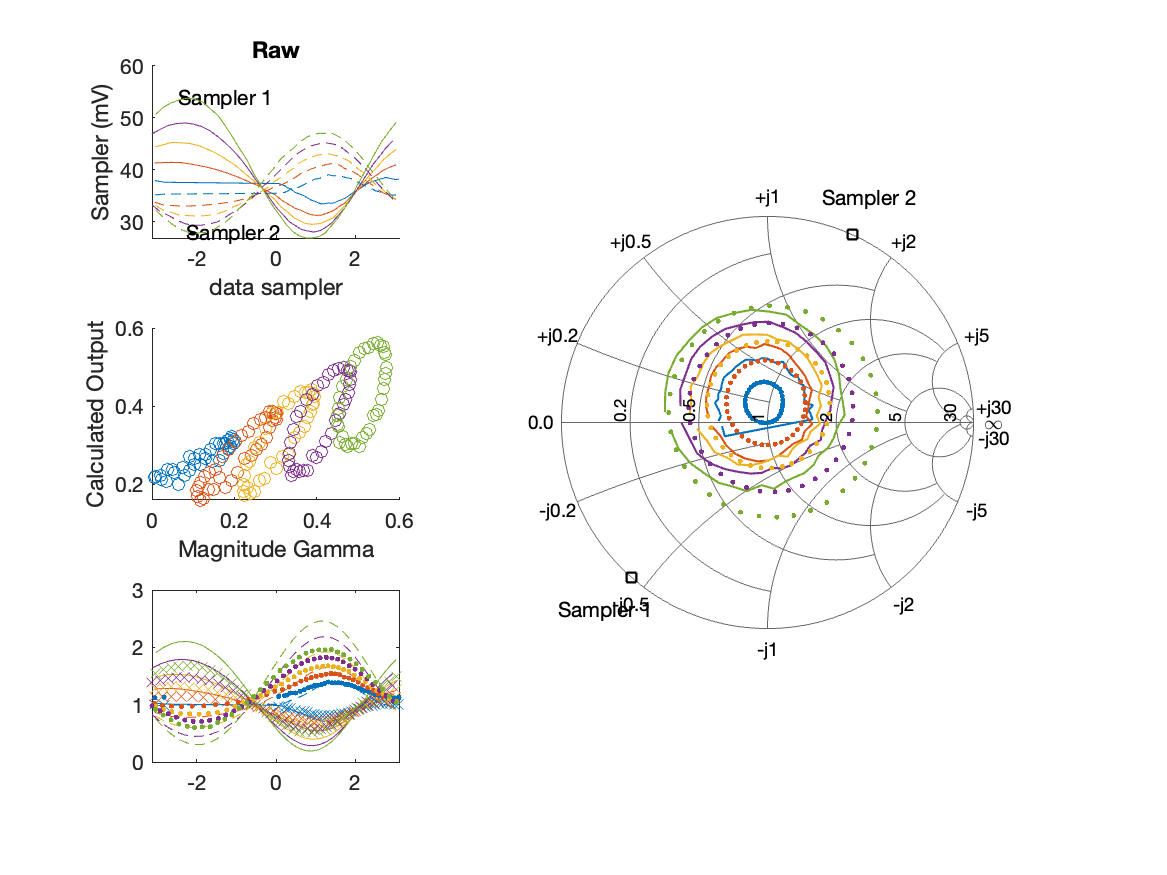 Raw
60
50
40
30
Sampler (mV)
Sampler 1
Sampler 2
-2
0
2
data sampler
0.6
0.4
0.2
Calculated Output
0
0.2
0.4
0.6
Magnitude Gamma
3
2
1
0
-2
0
2
+j1
Sampler 2
+j0.5
+j2
+j0.2
+j5
0.0
0.2
0.5
1
2
5
30
+j30
∞
-j30
-j0.2
-j5
-j0.5
Sampler 1
-j2
-j1